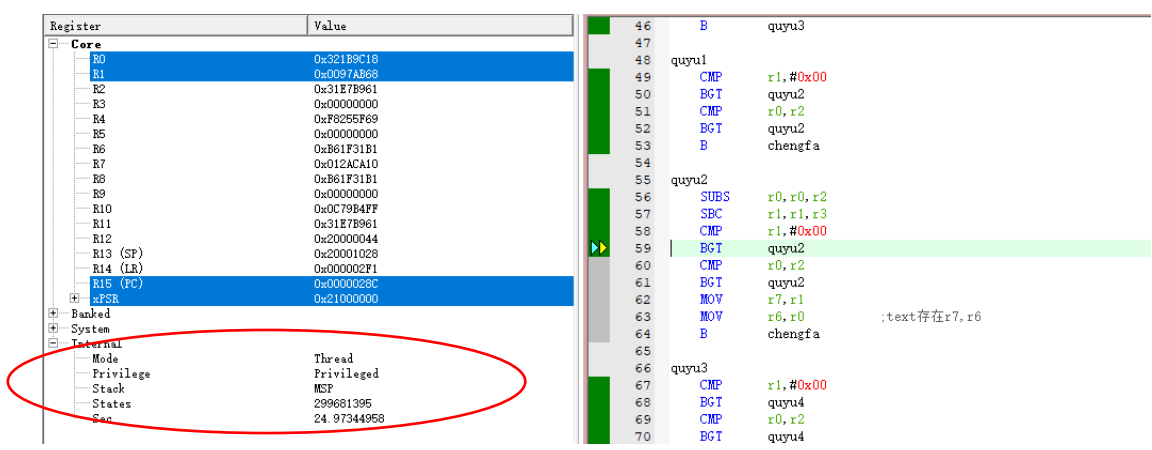 Register Value
Core
R0 0x321B9C18
R1 0x0097AB68
R2 0x31E7B961
R3 0x00000000
R4 0xF8255F69
R5 0x00000000
R6 0xB61F31B1
R7 0x012ACA10
R8 0xB61F31B1
R9 0x00000000
R10 0x0C79B4FF
R11 0x31E7B961
R12 0x20000044
R13 (SP) 0x20001028
R14 (LR) 0x000002F1
R15 (PC) 0x0000028C
xPSR 0x21000000
Banked
System
Internal
Mode Thread
Privilege Privileged
Stack MSP
States 299681395
Sec 24.97344958
46 B quyu3
47
48 quyu1
49 CMP r1,#0x00
50 BGT quyu2
51 CMP r0,r2
52 BGT quyu2
53 B chengfa
54
55 quyu2
56 SUBS r0,r0,r2
57 SBC r1,r1,r3
58 CMP r1,#0x00
59 BGT quyu2
60 CMP r0,r2
61 BGT quyu2
62 MOV r7,r1
63 MOV r6,r0 ;text存在r7,r6
64 B chengfa
65
66 quyu3
67 CMP r1,#0x00
68 BGT quyu4
69 CMP r0,r2
70 BGT quyu4